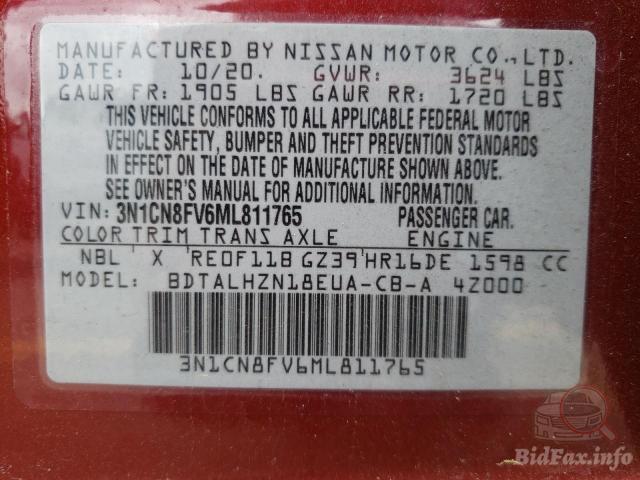 MANUFACTURED BY NISSAN MOTOR CO., LTD.
DATE: 10/20. GVWR: 3624 LBS
GAWR FR: 1905 LBS GAWR RR: 1720 LBS
THIS VEHICLE CONFORMS TO ALL APPLICABLE FEDERAL MOTOR
VEHICLE SAFETY, BUMPER AND THEFT PREVENTION STANDARDS
IN EFFECT ON THE DATE OF MANUFACTURE SHOWN ABOVE.
SEE OWNER'S MANUAL FOR ADDITIONAL INFORMATION.
VIN: 3N1CN8FV6ML811765 PASSENGER CAR.
COLOR TRIM TRANS AXLE ENGINE
NBL X RE0F11B GZ39 HR16DE 1598 CC
BDTALHZN18EUA-CB-A 4Z000
3N1CN8FV6ML811765
BidFax.info